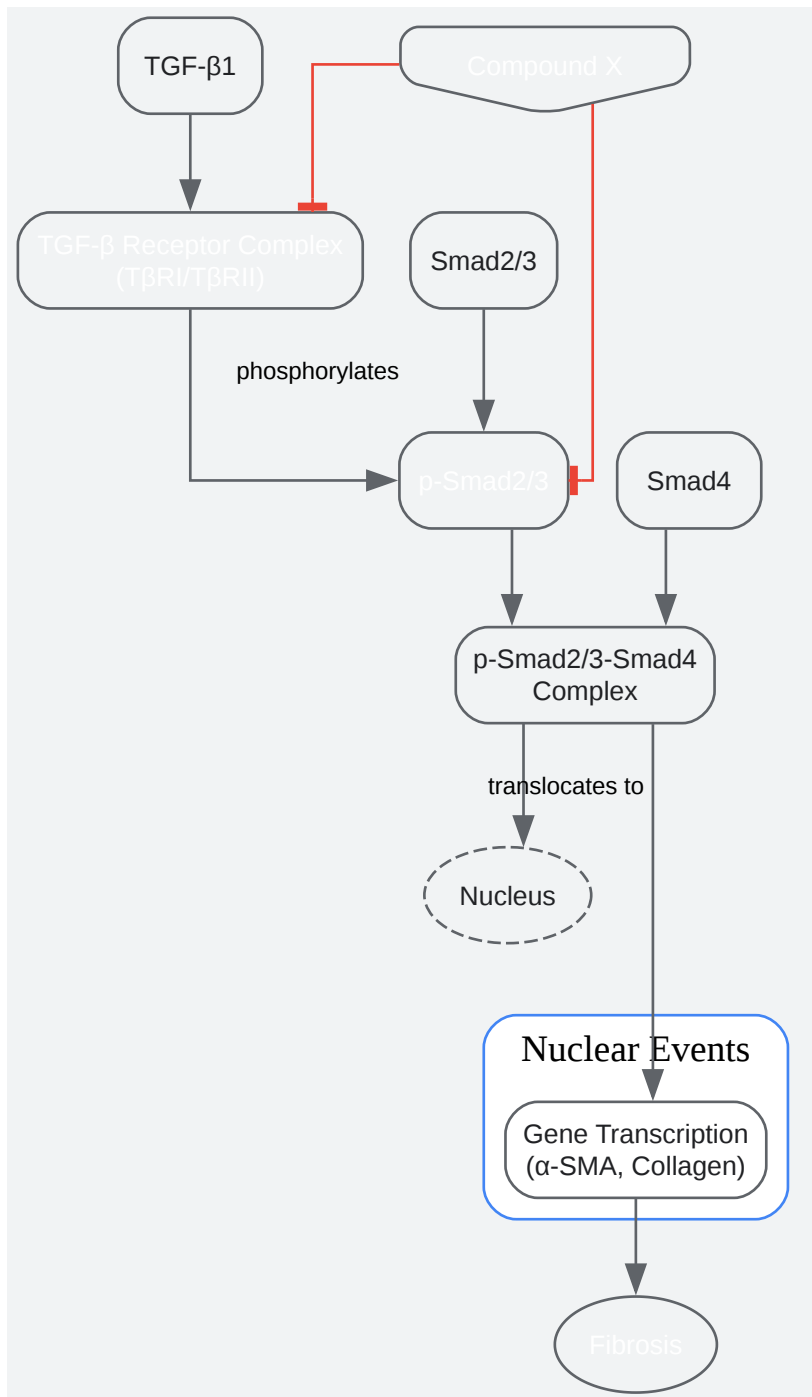 TGF-β1
Compound X
TGF-β Receptor Complex
(TβRI/TβRII)
Smad2/3
phosphorylates
p-Smad2/3
Smad4
p-Smad2/3-Smad4
Complex
translocates to
Nucleus
Nuclear Events
Gene Transcription
(α-SMA, Collagen)
Fibrosis